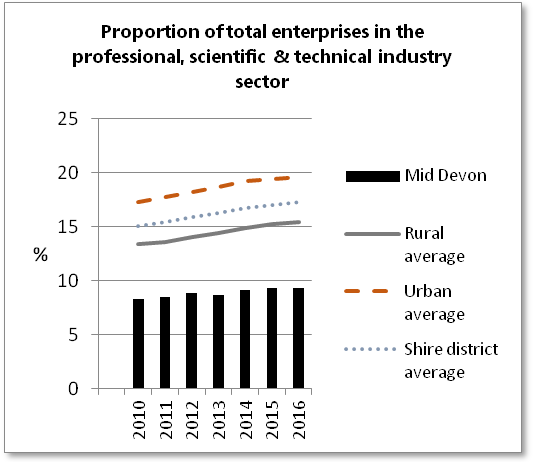 Proportion of total enterprises in the
professional, scientific & technical industry
sector
25
20
15
10
5
0
%
2010
2011
2012
2013
2014
2015
2016
Mid Devon
Rural
average
Urban
average
Shire district
average